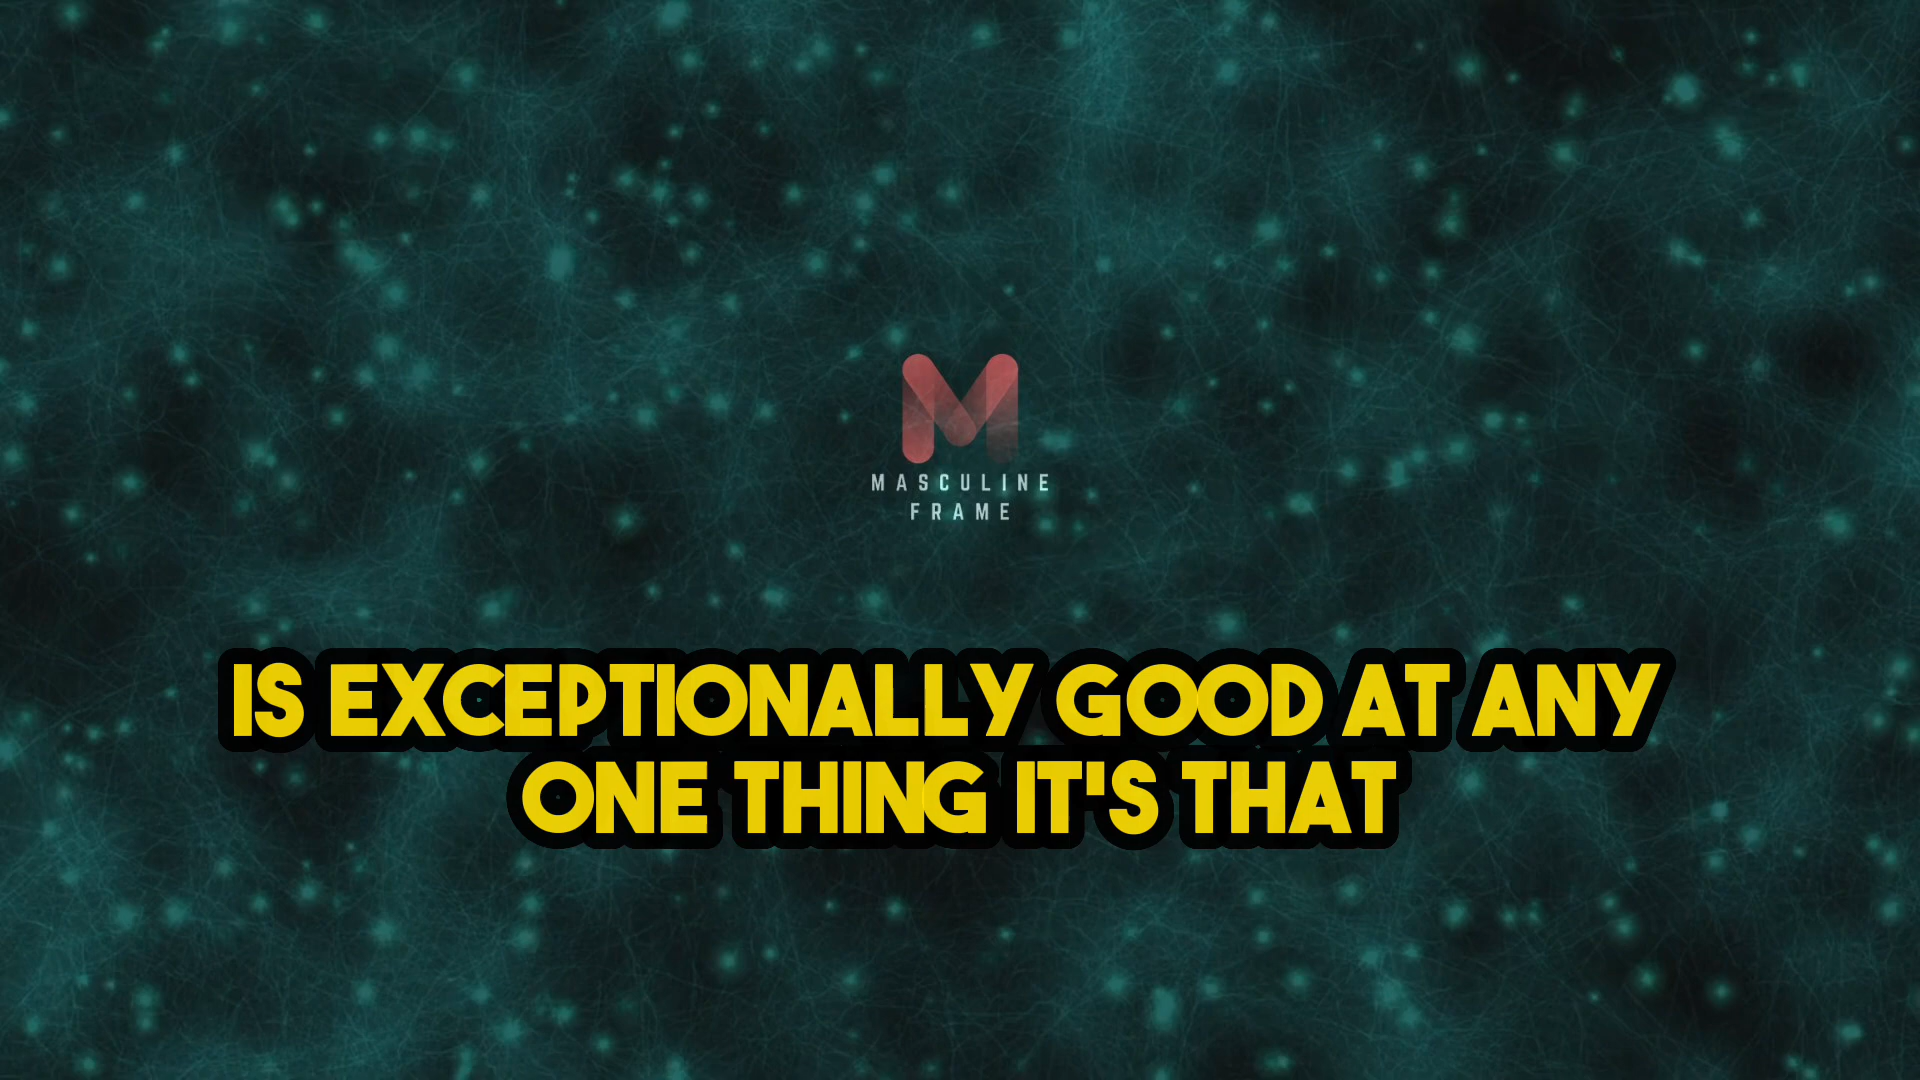 M
MASCULINE
FRAME
IS EXCEPTIONALLY GOOD AT ANY
ONE THING IT'S THAT